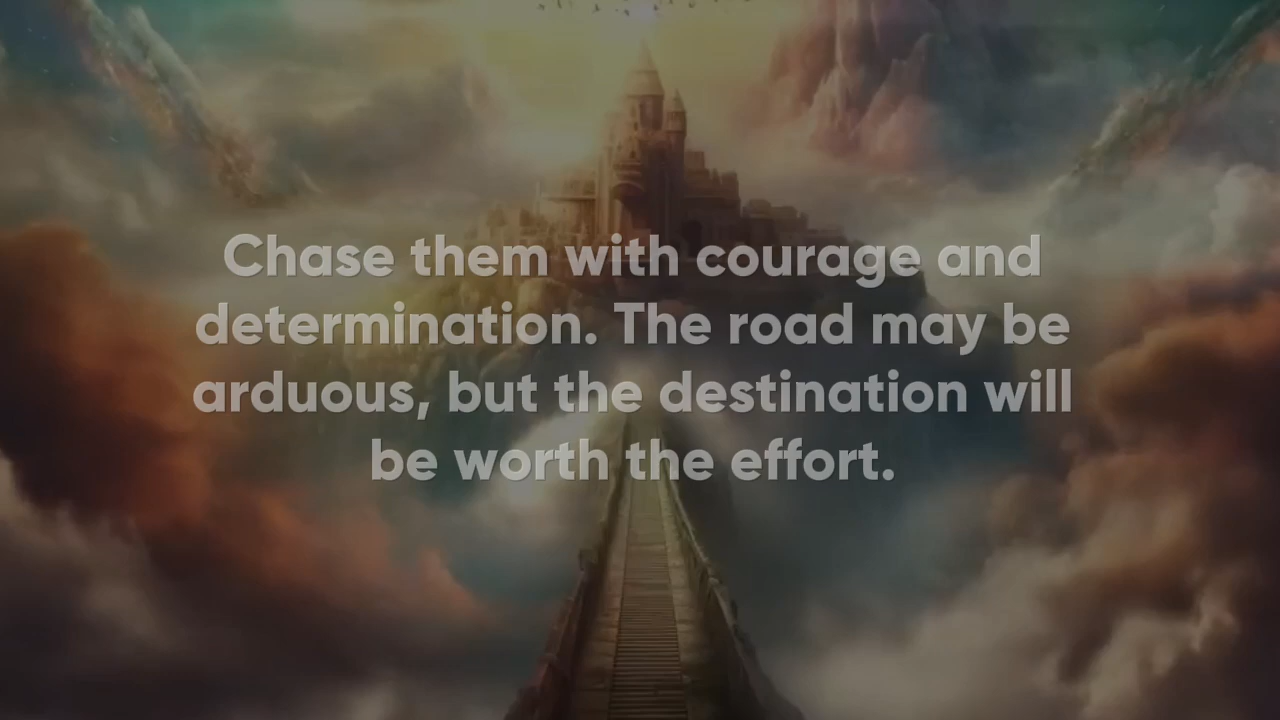 Chase them with courage and
determination. The road may be
arduous, but the destination will
be worth the effort.